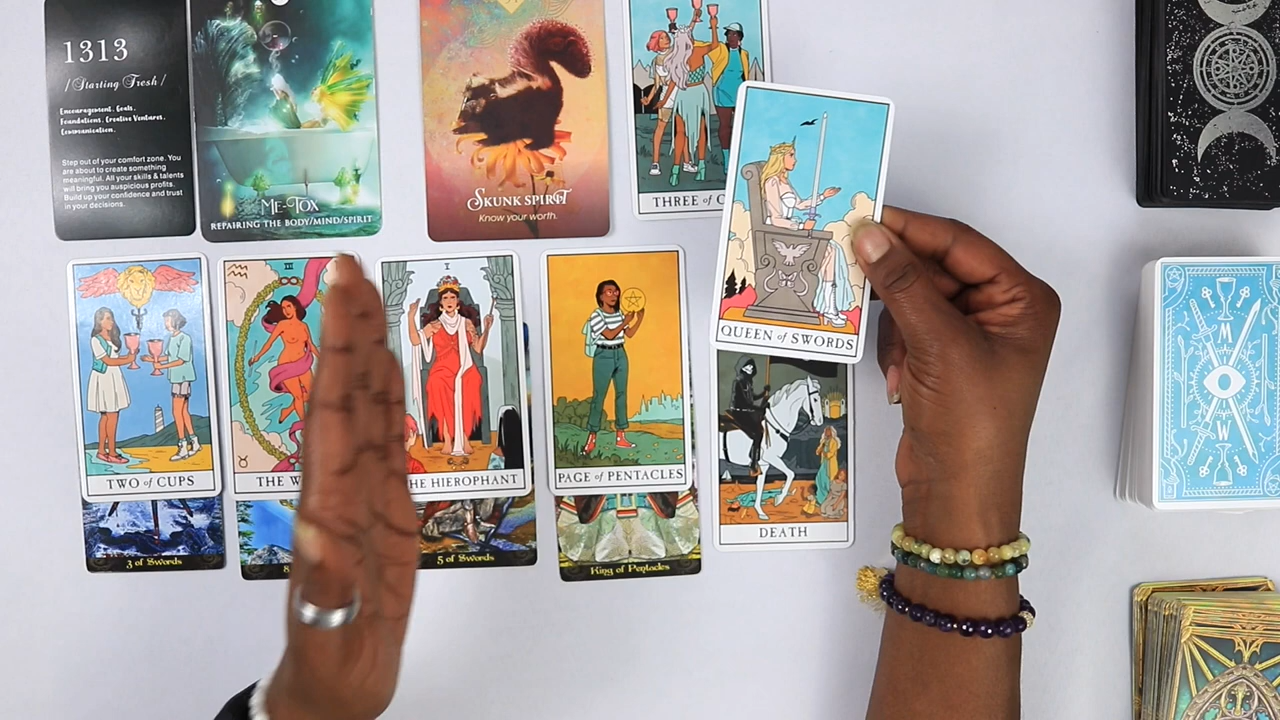 1313
/Starting Fresh/
Encouragement. Goals.
Foundations. Creative Ventures.
Communication.
Step out of your comfort zone. You
are about to create something
meaningful. All your skills & talents
will bring you auspicious profits.
Build up your confidence and trust
in your decisions.
ME-TOX
REPAIRING THE BODY/MIND/SPIRIT
SKUNK SPIRIT
Know your worth.
THREE of C
QUEEN of SWORDS
TWO of CUPS
THE W
I
HE HIEROPHANT
PAGE of PENTACLES
DEATH
3 of Swords
8
5 of Swords
King of Pentacles
M
W